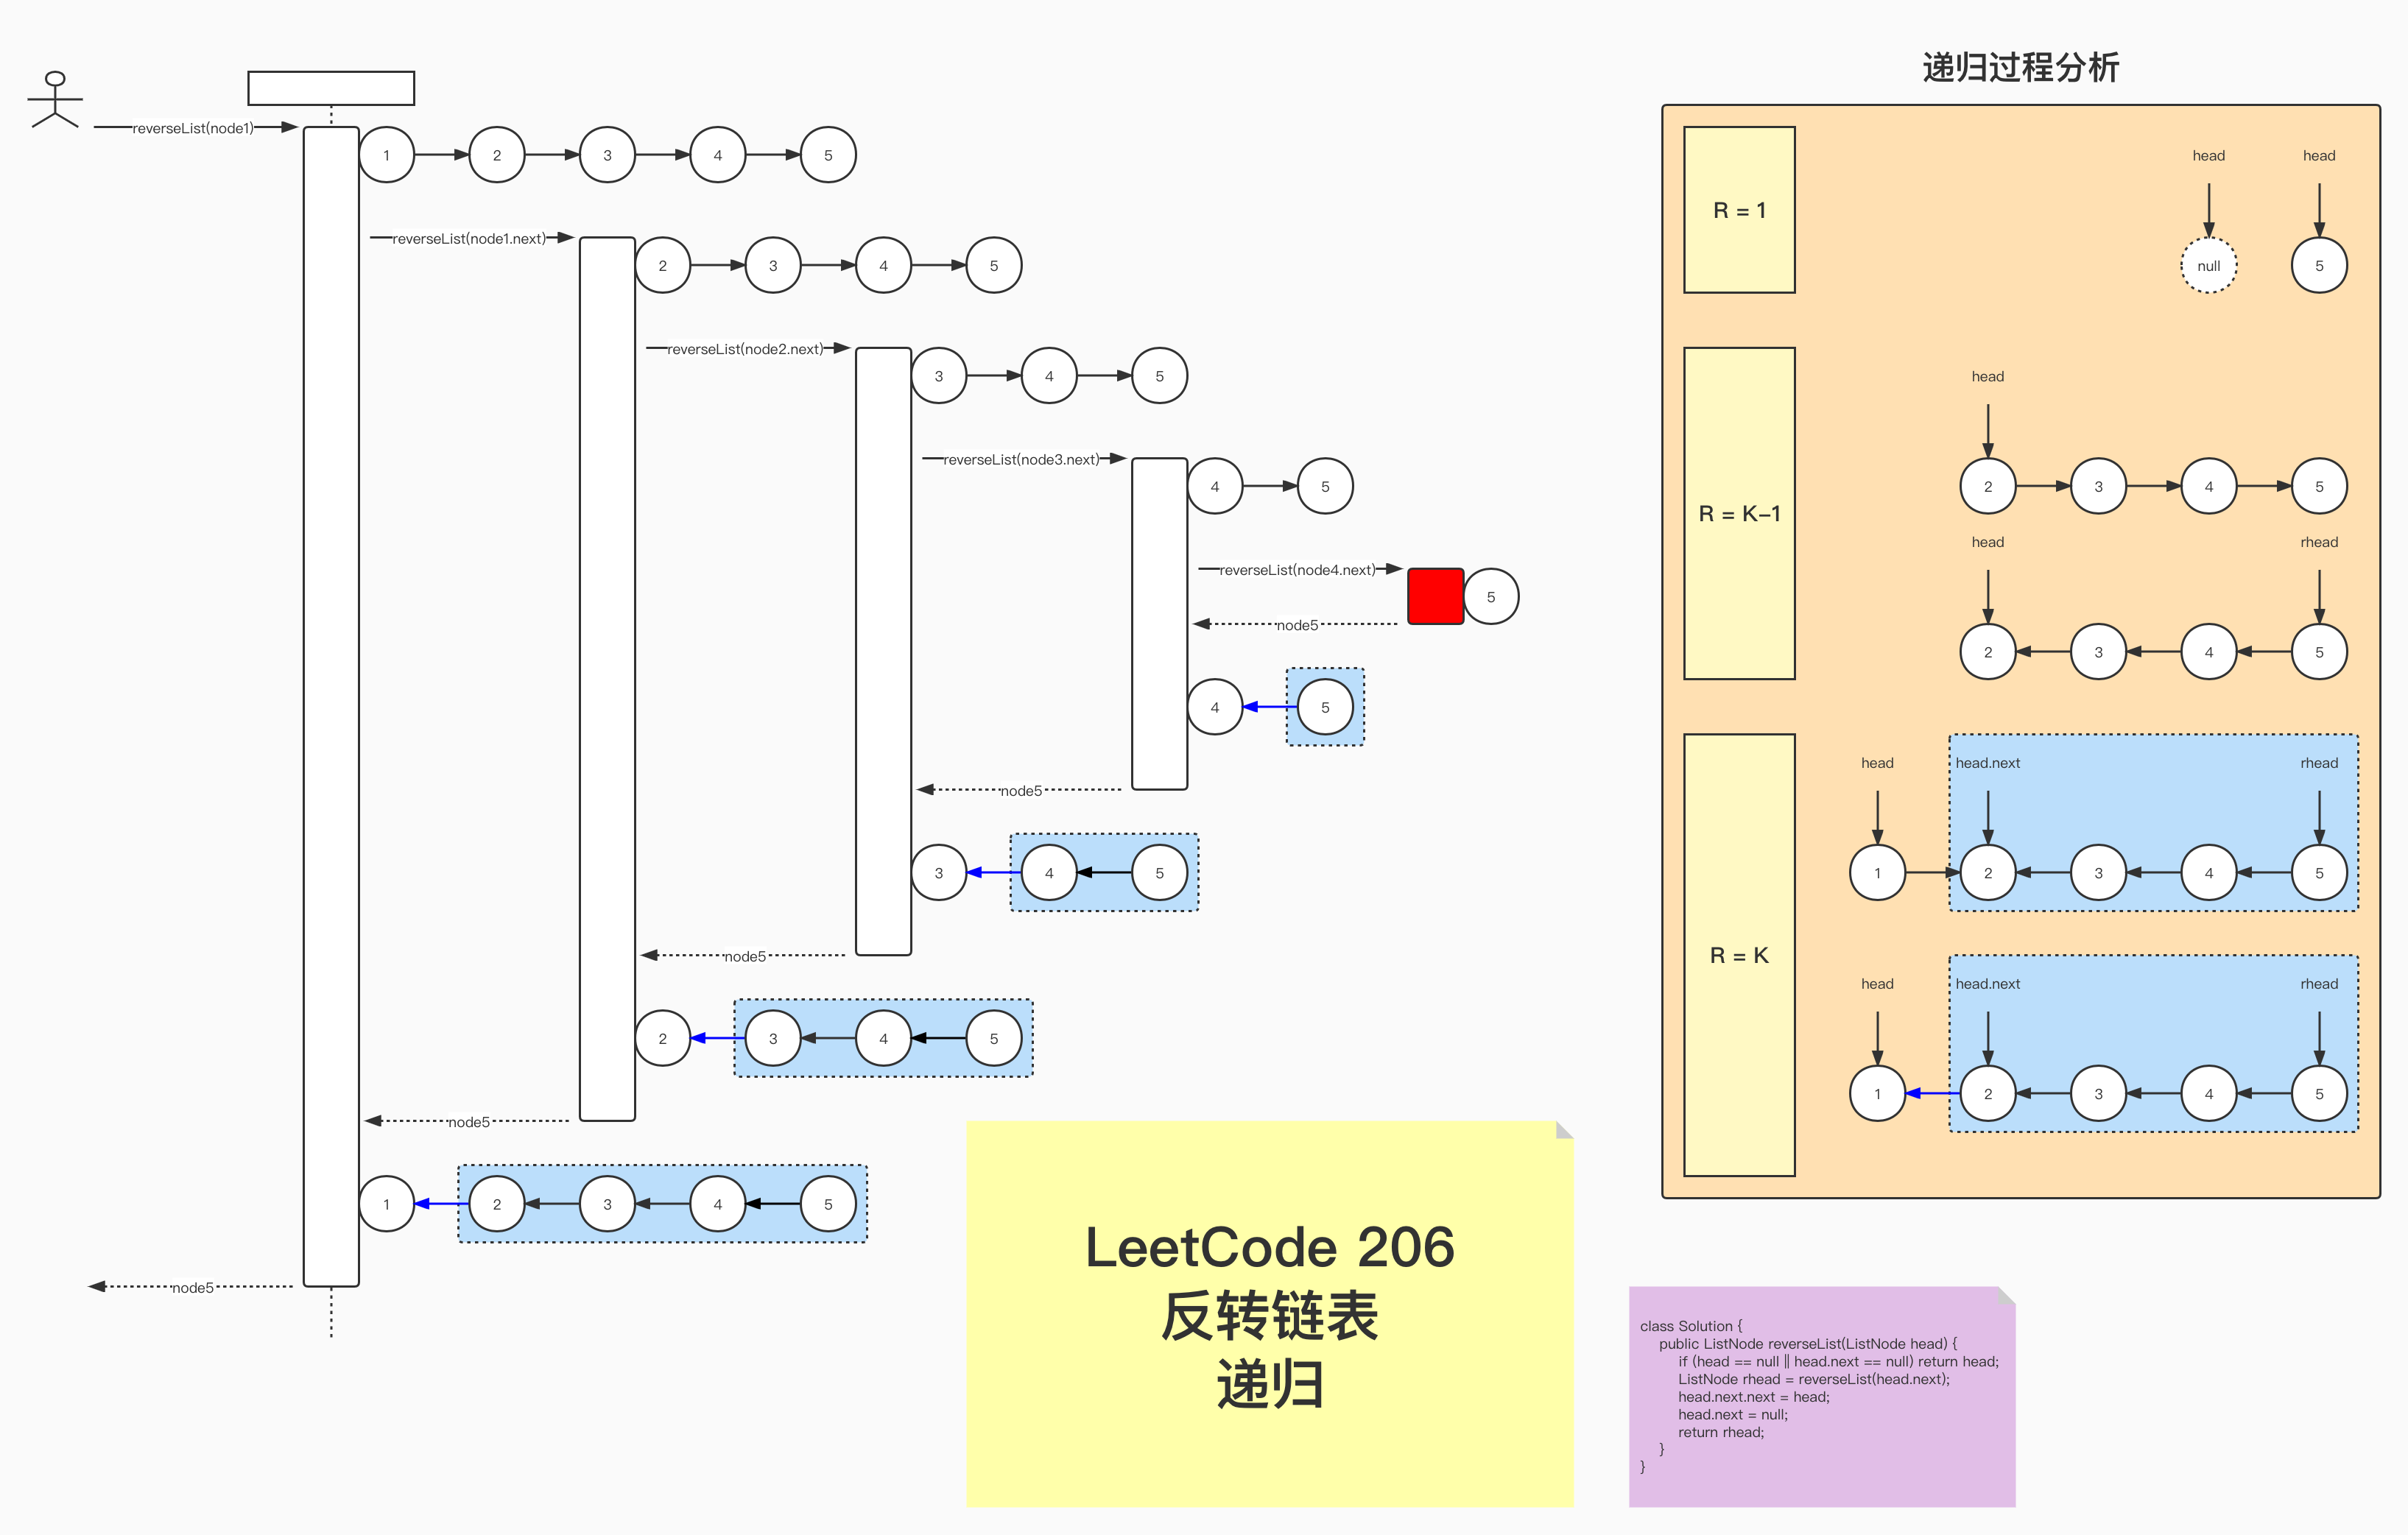 reverseList(node1)
1 2 3 4 5
reverseList(node1.next)
2 3 4 5
reverseList(node2.next)
3 4 5
reverseList(node3.next)
4 5
reverseList(node4.next)
5
node5
4 5
node5
3 4 5
node5
2 3 4 5
node5
1 2 3 4 5
node5
递归过程分析
R = 1
head head
null 5
R = K-1
head
2 3 4 5
head rhead
2 3 4 5
R = K
head head.next rhead
1 2 3 4 5
head head.next rhead
1 2 3 4 5
LeetCode 206
反转链表
递归
class Solution {
public ListNode reverseList(ListNode head) {
if (head == null || head.next == null) return head;
ListNode rhead = reverseList(head.next);
head.next.next = head;
head.next = null;
return rhead;
}
}